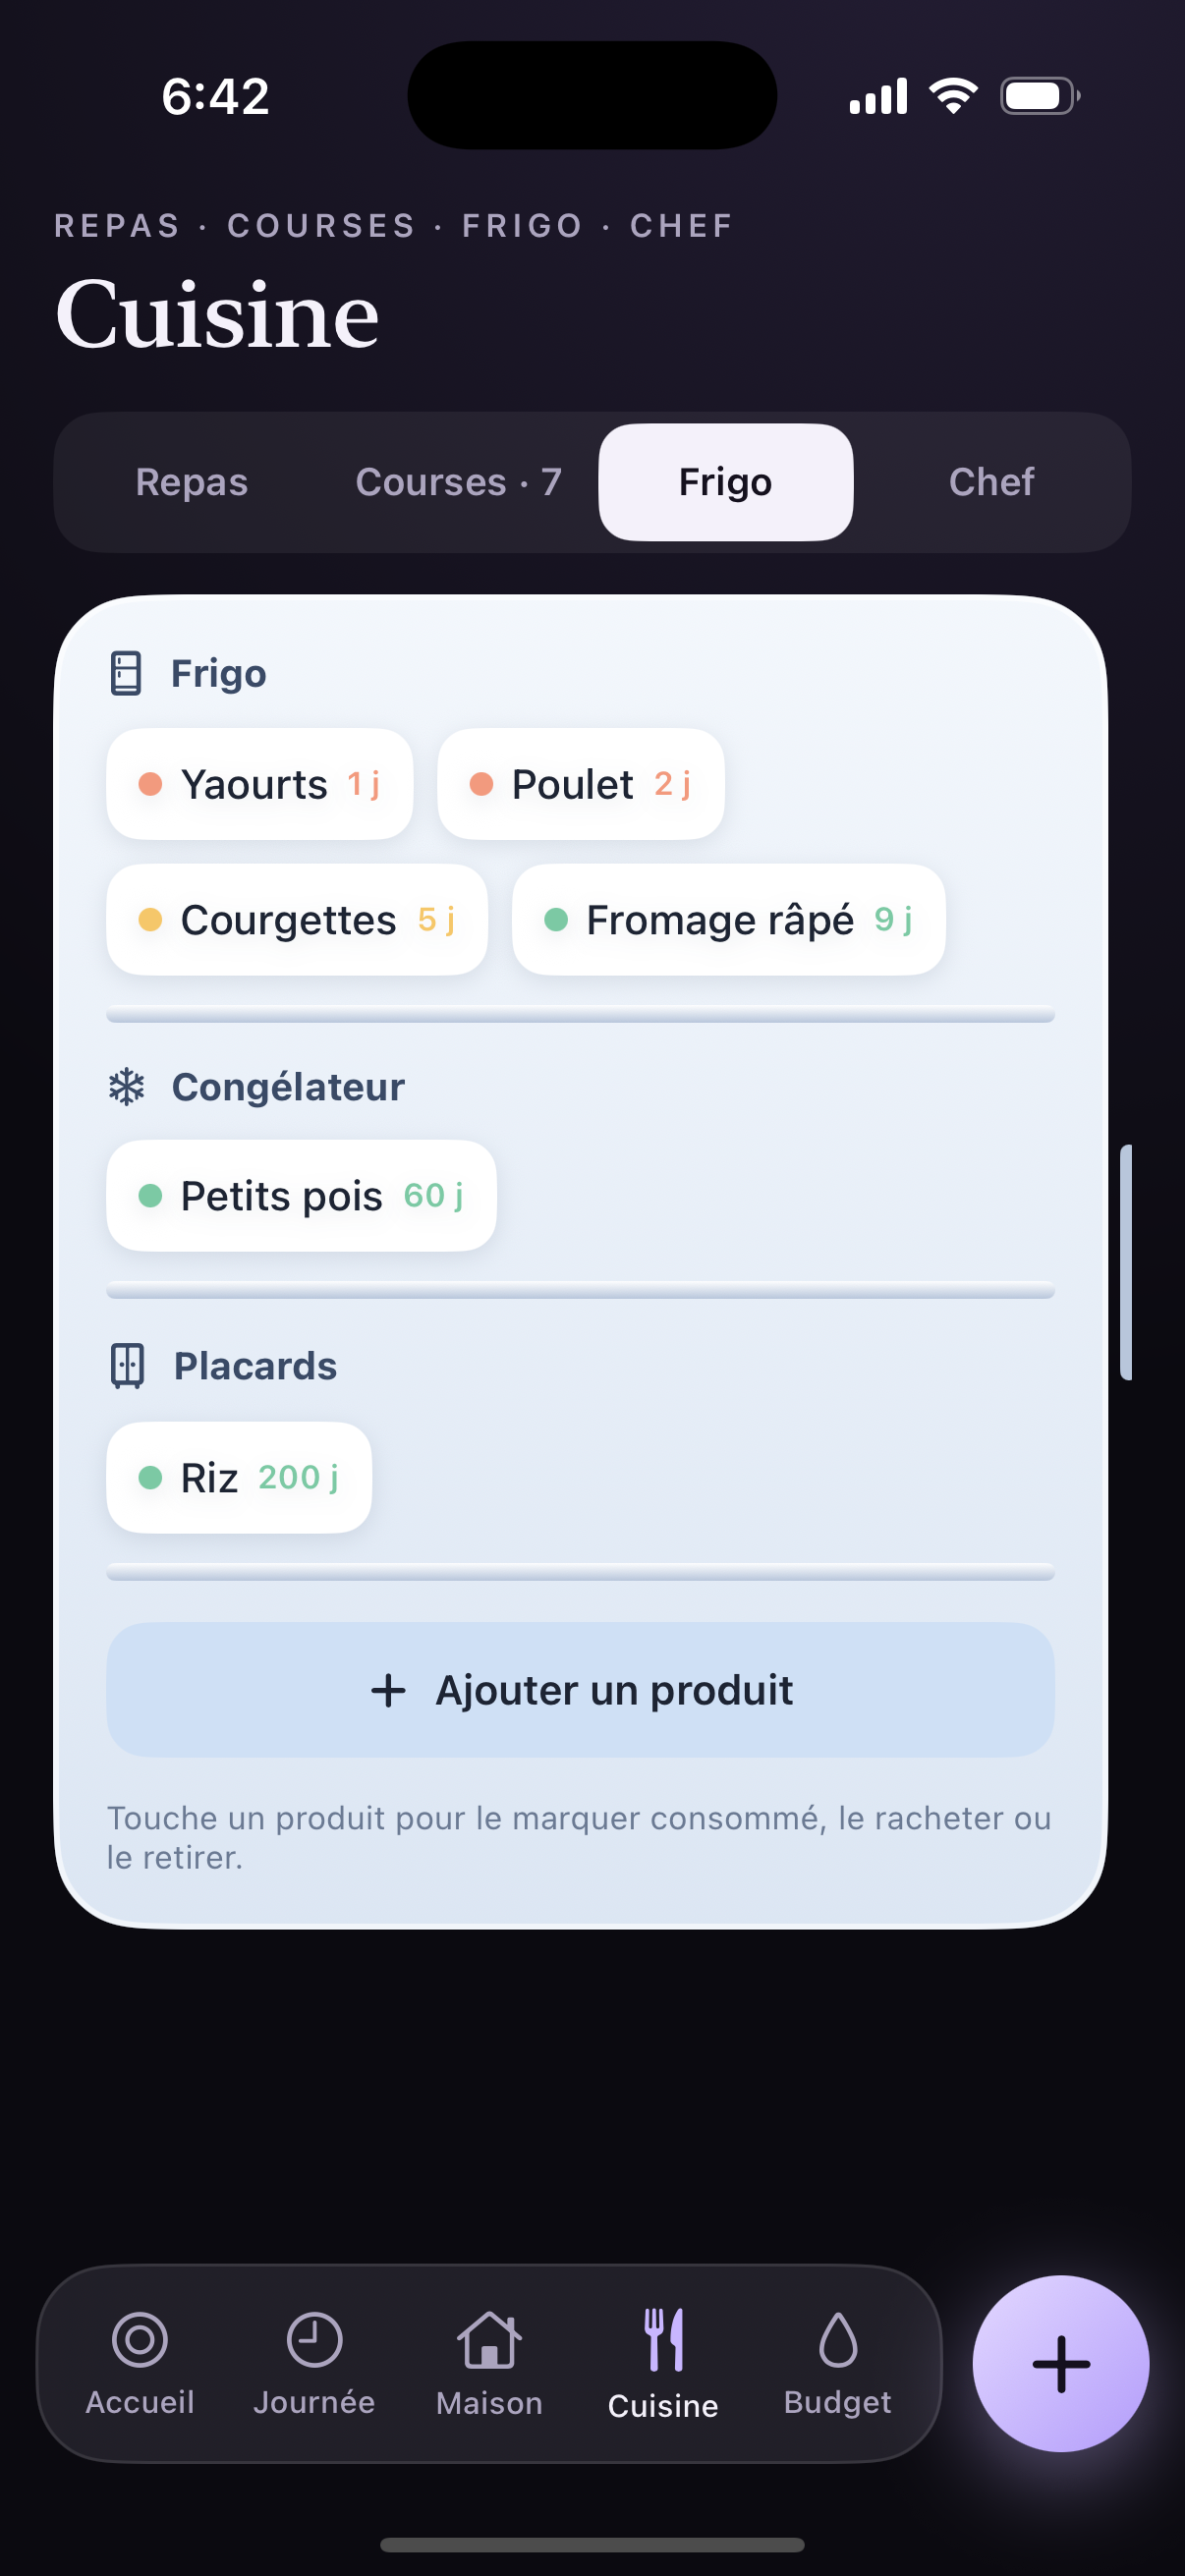 6:42
REPAS · COURSES · FRIGO · CHEF
Cuisine
Repas
Courses · 7
Frigo
Chef
Frigo
Yaourts 1 j
Poulet 2 j
Courgettes 5 j
Fromage râpé 9 j
Congélateur
Petits pois 60 j
Placards
Riz 200 j
+ Ajouter un produit
Touche un produit pour le marquer consommé, le racheter ou
le retirer.
Accueil
Journée
Maison
Cuisine
Budget